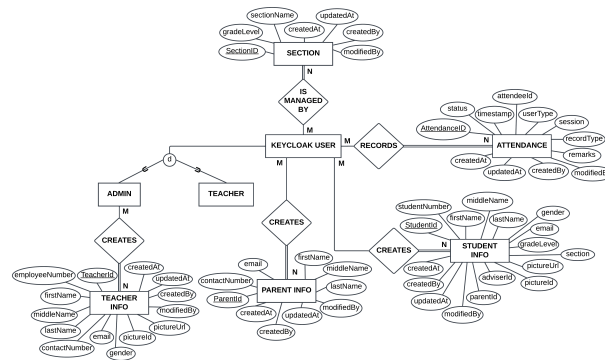 sectionName
updatedAt
gradeLevel
createdAt
createdBy
SectionID
SECTION
modifiedBy
N
IS
MANAGED
BY
M
attendeeId
status
timestamp
userType
session
AttendanceID
recordType
KEYCLOAK USER
M
RECORDS
N
ATTENDANCE
remarks
createdAt
updatedAt
createdBy
modifiedB
d
M
M
ADMIN
TEACHER
M
CREATES
CREATES
CREATES
middleName
studentNumber
firstName
lastName
gender
StudentId
email
gradeLevel
N
STUDENT
INFO
section
createdAt
createdBy
updatedAt
modifiedBy
parentId
adviserId
pictureUrl
pictureId
email
firstName
contactNumber
N
middleName
ParentId
PARENT INFO
lastName
createdAt
updatedAt
modifiedBy
createdBy
employeeNumber
TeacherId
createdAt
updatedAt
N
firstName
TEACHER
INFO
createdBy
middleName
modifiedBy
lastName
email
pictureId
pictureUrl
contactNumber
gender